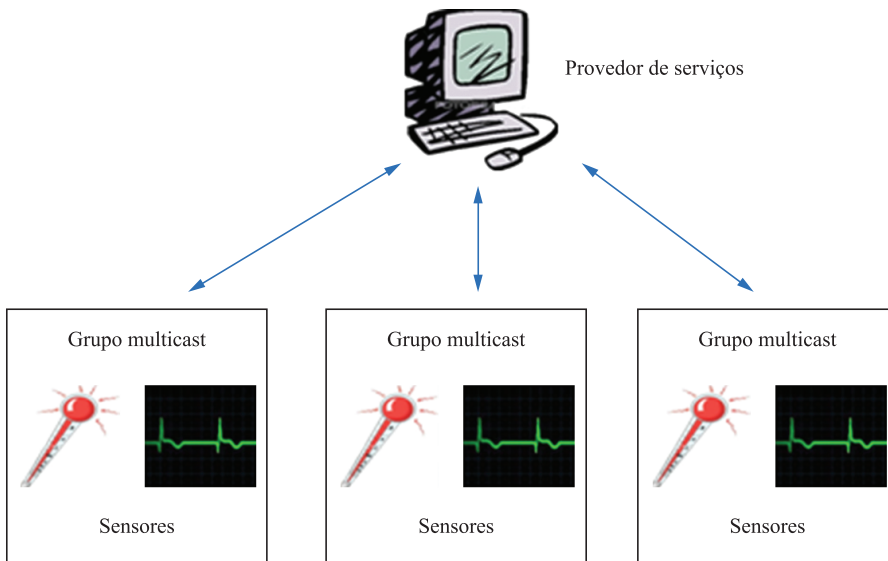 Provedor de serviços
Grupo multicast
Grupo multicast
Grupo multicast
Sensores
Sensores
Sensores